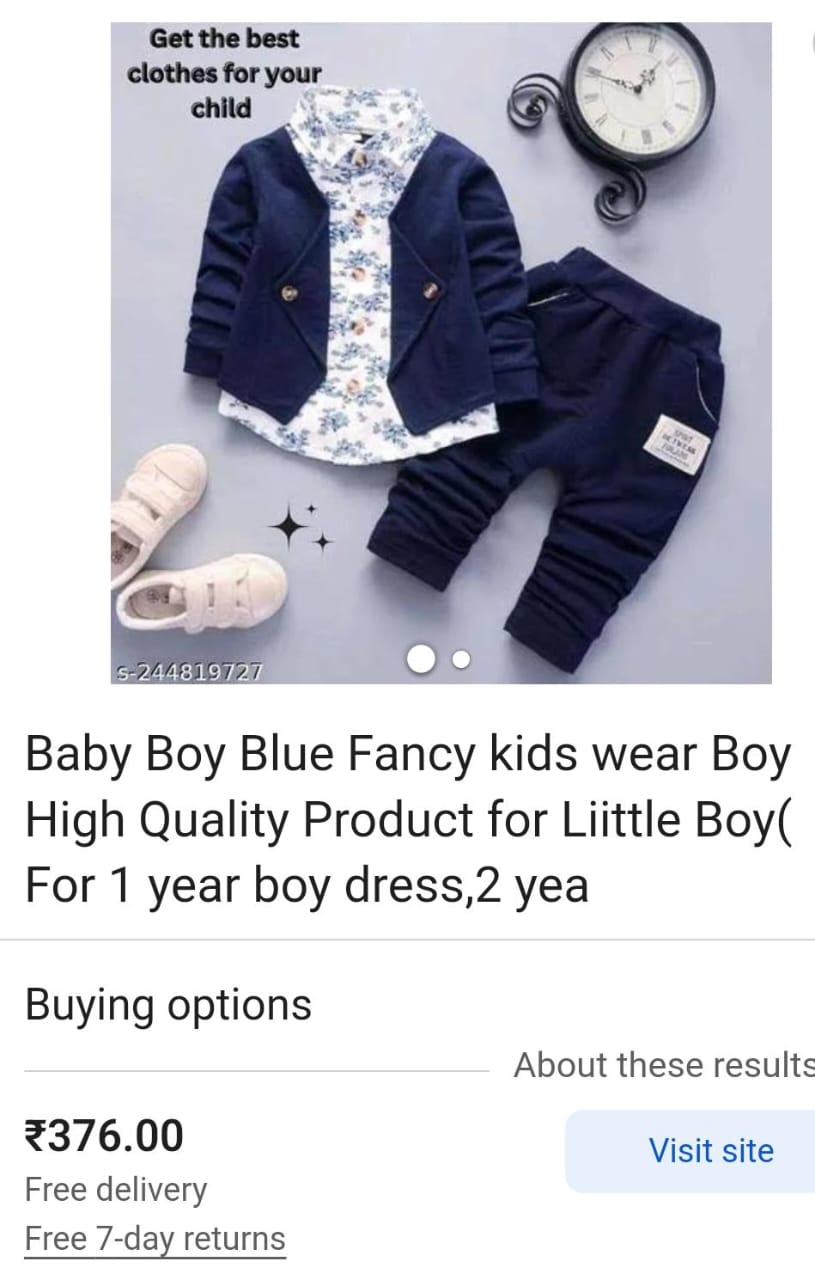 Get the best
clothes for your
child
s-244819727
Baby Boy Blue Fancy kids wear Boy
High Quality Product for Liittle Boy(
For 1 year boy dress,2 yea
Buying options
About these results
₹376.00
Visit site
Free delivery
Free 7-day returns